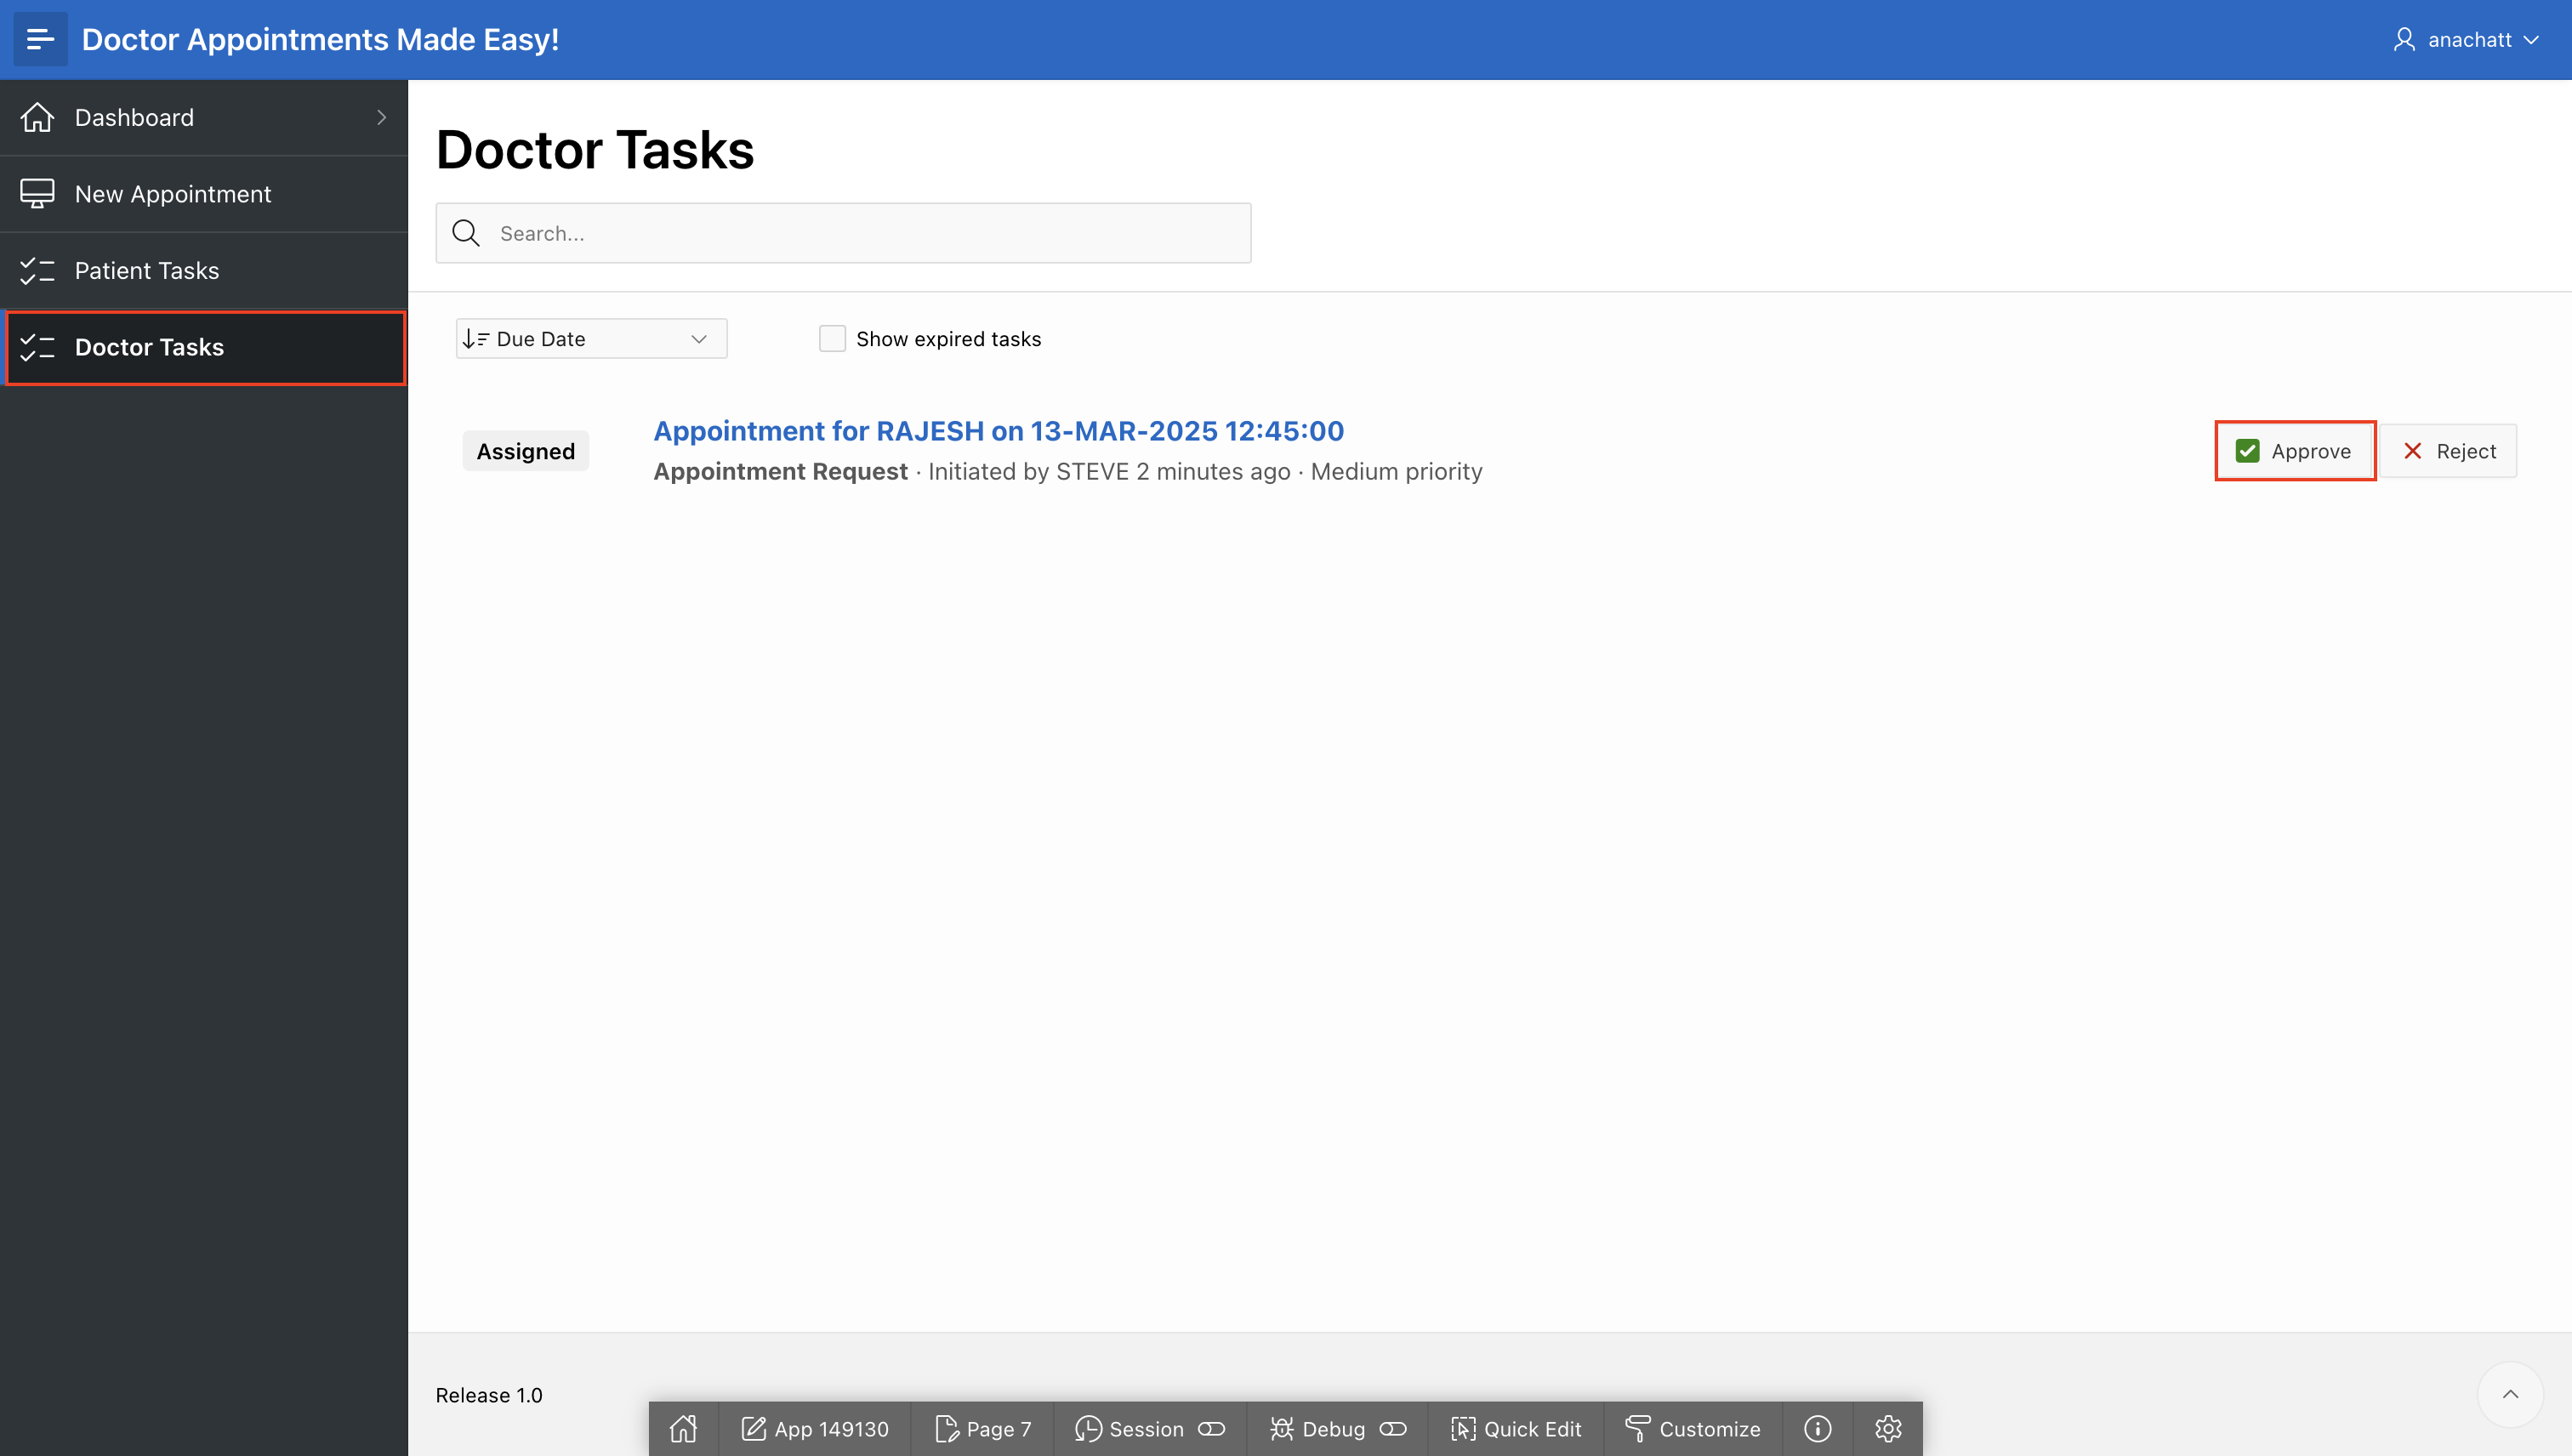 Doctor Appointments Made Easy!
anachatt
Dashboard
New Appointment
Patient Tasks
Doctor Tasks
Doctor Tasks
Search...
Due Date
Show expired tasks
Assigned
Appointment for RAJESH on 13-MAR-2025 12:45:00
Appointment Request · Initiated by STEVE 2 minutes ago · Medium priority
Approve
Reject
Release 1.0
App 149130
Page 7
Session
Debug
Quick Edit
Customize